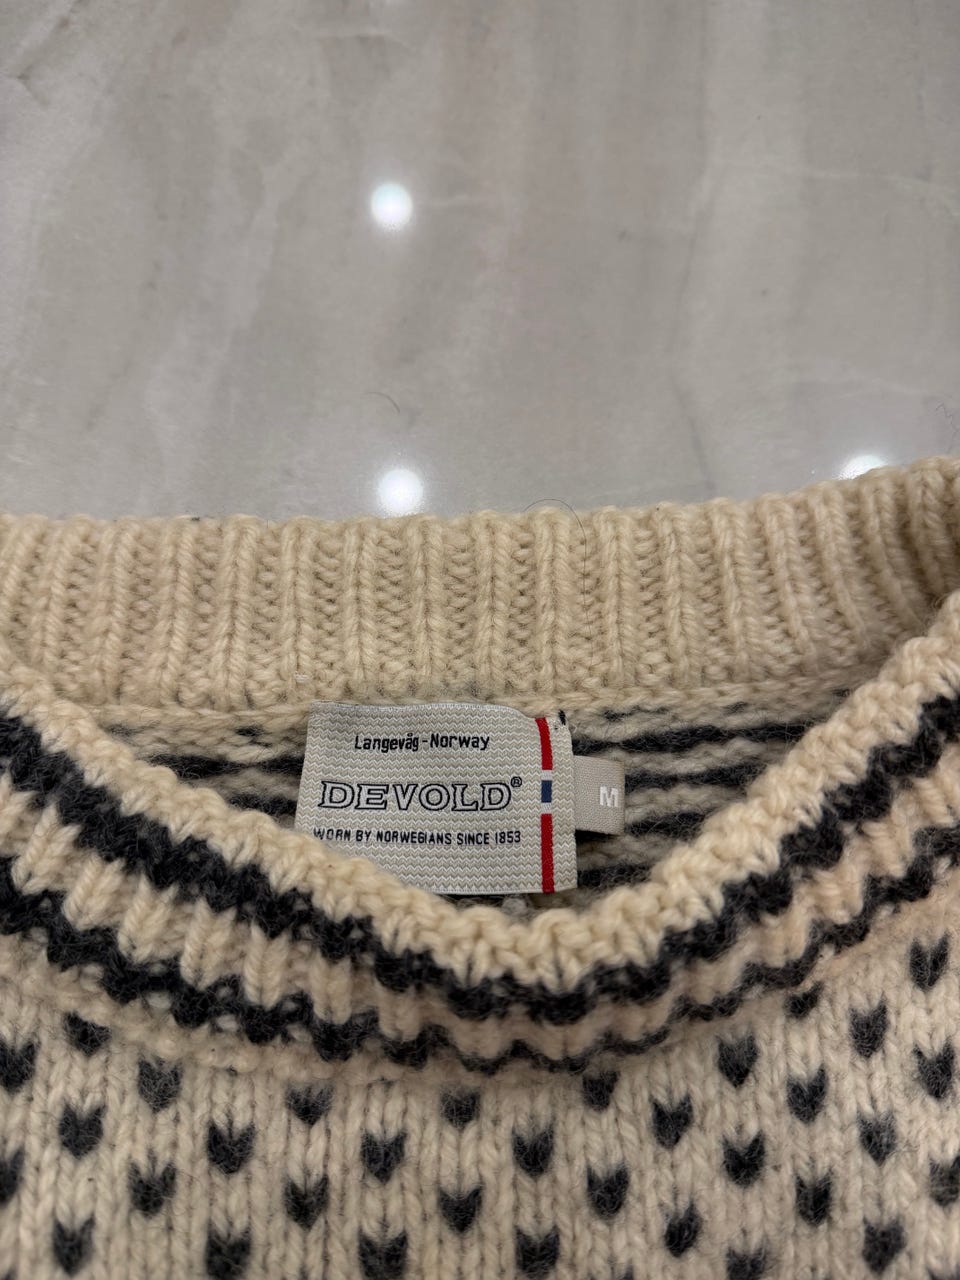 Langevåg-Norway
DEVOLD®
WORN BY NORWEGIANS SINCE 1853
M